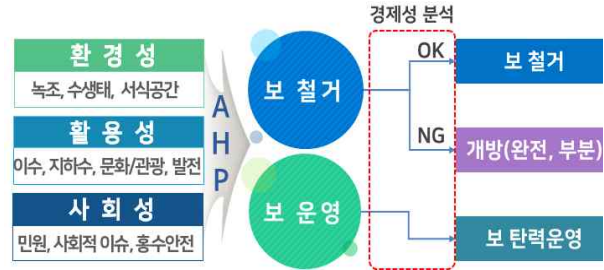 환 경 성
녹조, 수생태, 서식공간
활 용 성
이수, 지하수, 문화/관광, 발전
사 회 성
민원, 사회적 이슈, 홍수안전
A
H
P
보 철거
보 운영
경제성 분석
OK
NG
보 철거
개방(완전, 부분)
보 탄력운영